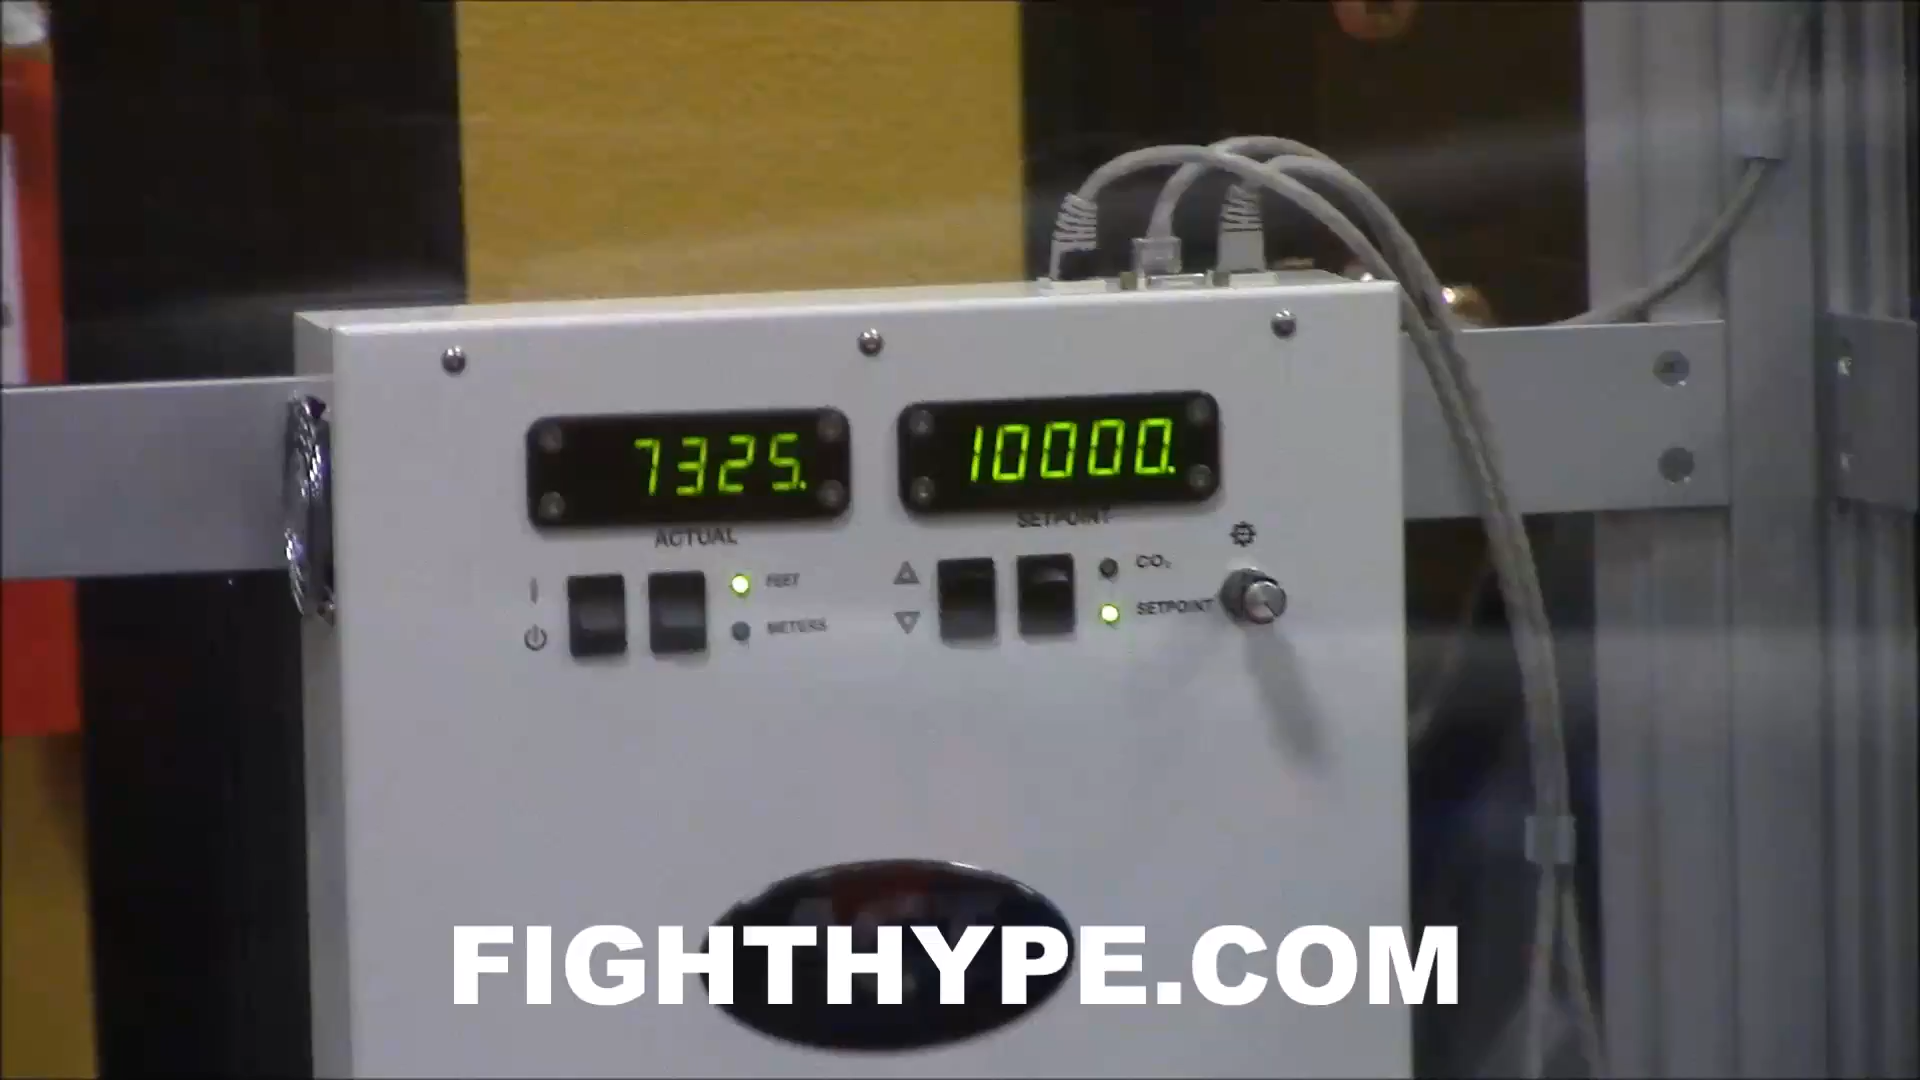 7325.
10000.
ACTUAL
SETPOINT
FEET
METERS
CO₂
SETPOINT
FIGHTHYPE.COM